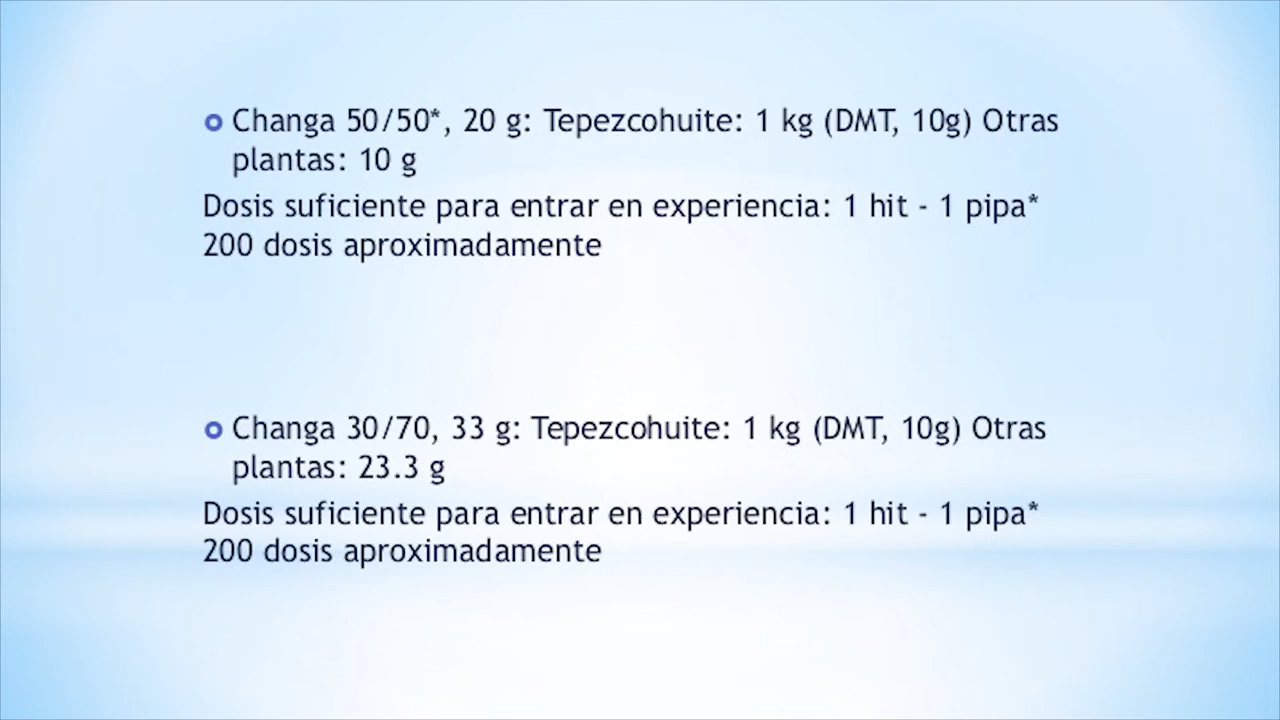 Changa 50/50*, 20 g: Tepezcohuite: 1 kg (DMT, 10g) Otras
plantas: 10 g
Dosis suficiente para entrar en experiencia: 1 hit - 1 pipa*
200 dosis aproximadamente
Changa 30/70, 33 g: Tepezcohuite: 1 kg (DMT, 10g) Otras
plantas: 23.3 g
Dosis suficiente para entrar en experiencia: 1 hit - 1 pipa*
200 dosis aproximadamente